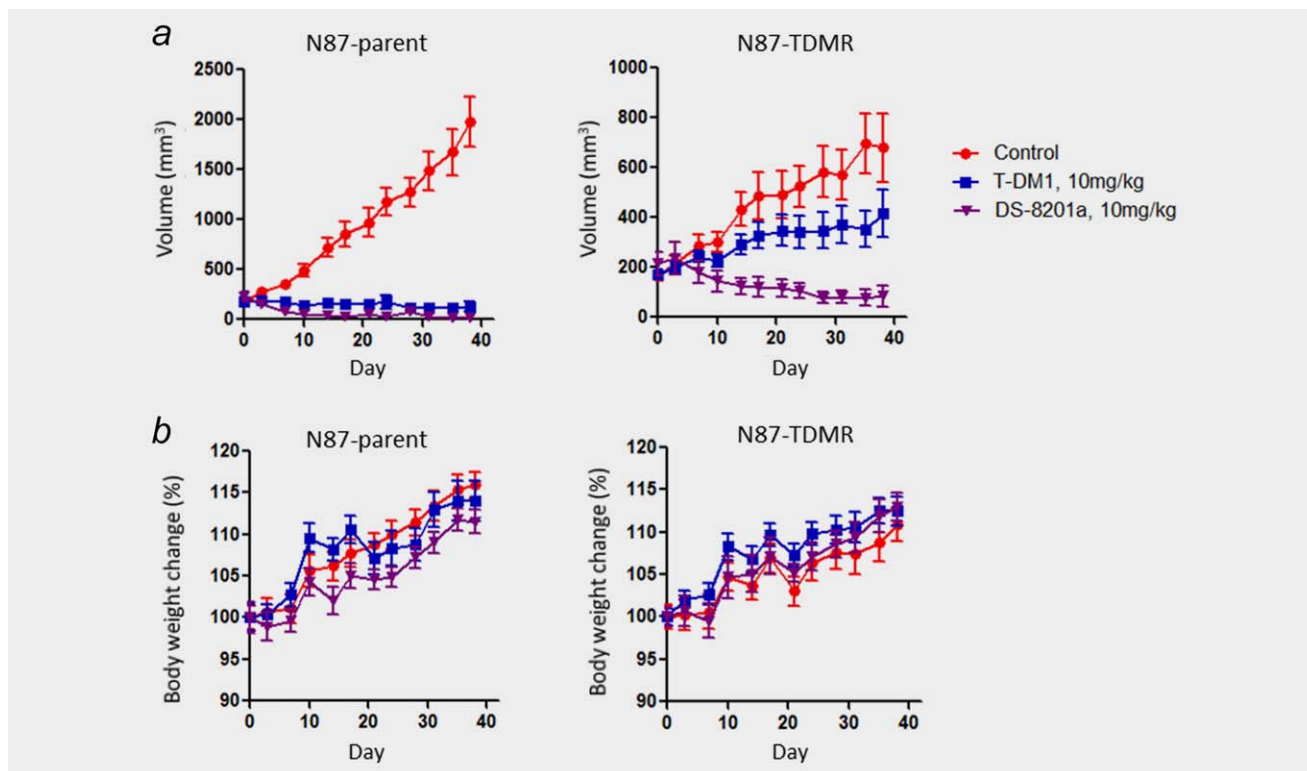 a
N87-parent
2500
2000
1500
1000
500
0
Volume (mm³)
0 10 20 30 40
Day
N87-TDMR
1000
800
600
400
200
0
Volume (mm³)
0 10 20 30 40
Day
Control
T-DM1, 10mg/kg
DS-8201a, 10mg/kg
b
N87-parent
120
115
110
105
100
95
90
Body weight change (%)
0 10 20 30 40
Day
N87-TDMR
120
115
110
105
100
95
90
Body weight change (%)
0 10 20 30 40
Day